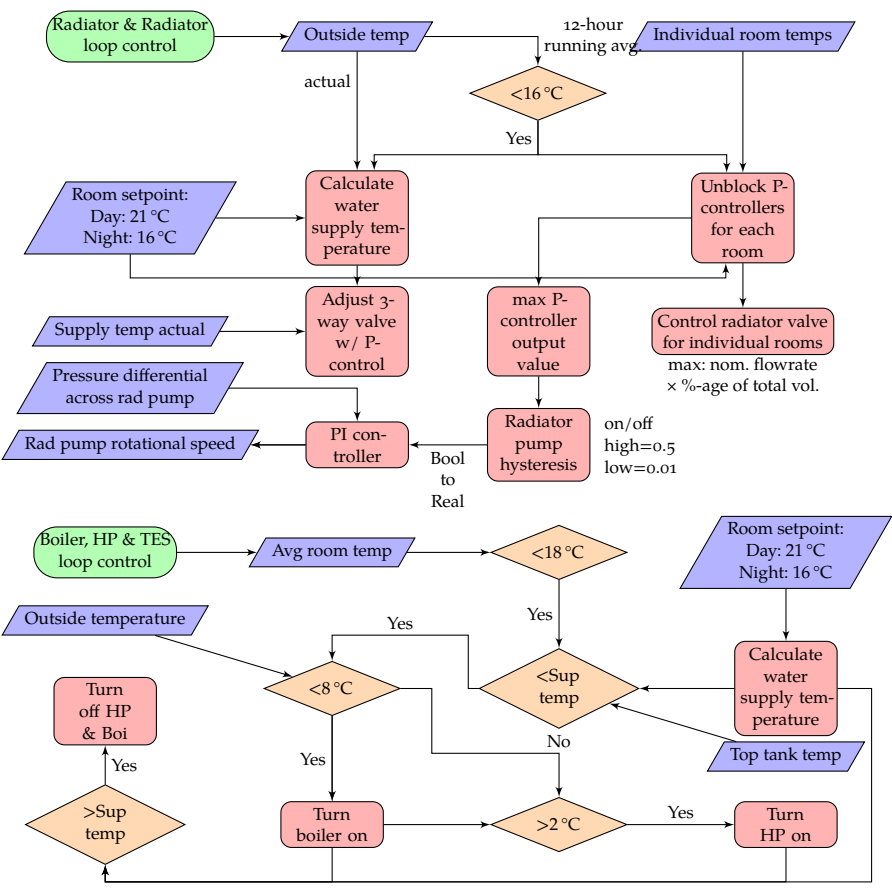 Radiator & Radiator
loop control
Outside temp
12-hour
running avg.
Individual room temps
actual
<16 °C
Yes
Room setpoint:
Day: 21 °C
Night: 16 °C
Calculate
water
supply tem-
perature
Unblock P-
controllers
for each
room
Supply temp actual
Adjust 3-
way valve
w/ P-
control
max P-
controller
output
value
Control radiator valve
for individual rooms
max: nom. flowrate
× %-age of total vol.
Pressure differential
across rad pump
Rad pump rotational speed
PI con-
troller
Bool
to
Real
Radiator
pump
hysteresis
on/off
high=0.5
low=0.01
Boiler, HP & TES
loop control
Avg room temp
<18 °C
Room setpoint:
Day: 21 °C
Night: 16 °C
Yes
Outside temperature
Yes
<8 °C
<Sup
temp
Calculate
water
supply tem-
perature
Turn
off HP
& Boi
No
Top tank temp
Yes
Yes
>Sup
temp
Turn
boiler on
>2 °C
Yes
Turn
HP on